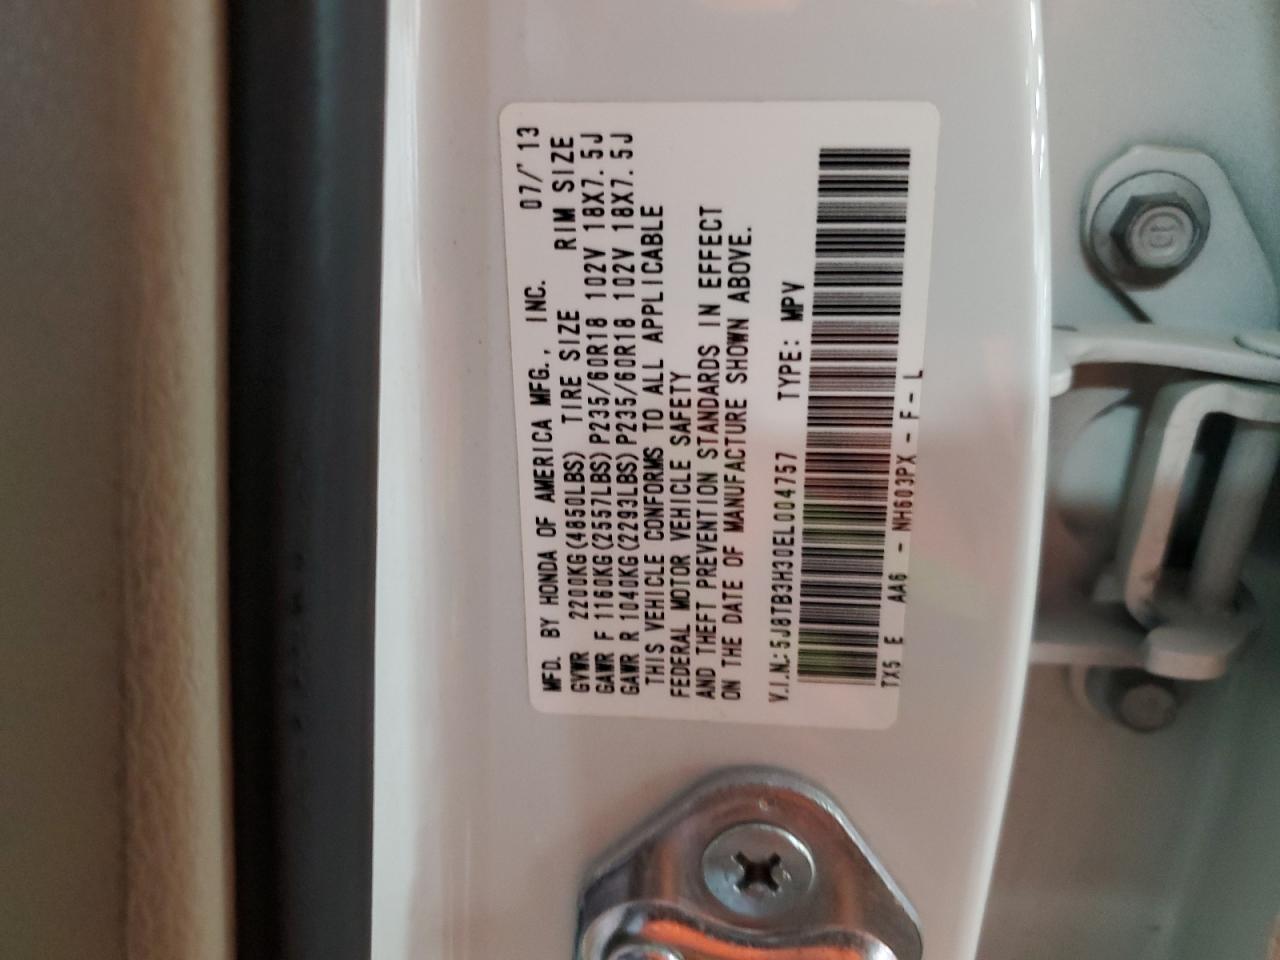 MFD. BY HONDA OF AMERICA MFG., INC. 07/'13
GVWR 2200KG(4850LBS) TIRE SIZE RIM SIZE
GAWR F 1160KG(2557LBS)P235/60R18 102V 18X7.5J
GAWR R 1040KG(2293LBS)P235/60R18 102V 18X7.5J
THIS VEHICLE CONFORMS TO ALL APPLICABLE
FEDERAL MOTOR VEHICLE SAFETY
AND THEFT PREVENTION STANDARDS IN EFFECT
ON THE DATE OF MANUFACTURE SHOWN ABOVE.
V.I.N.:5J8TB3H30EL004757 TYPE: MPV
TX5 E AA6 - NH603PX - F - L